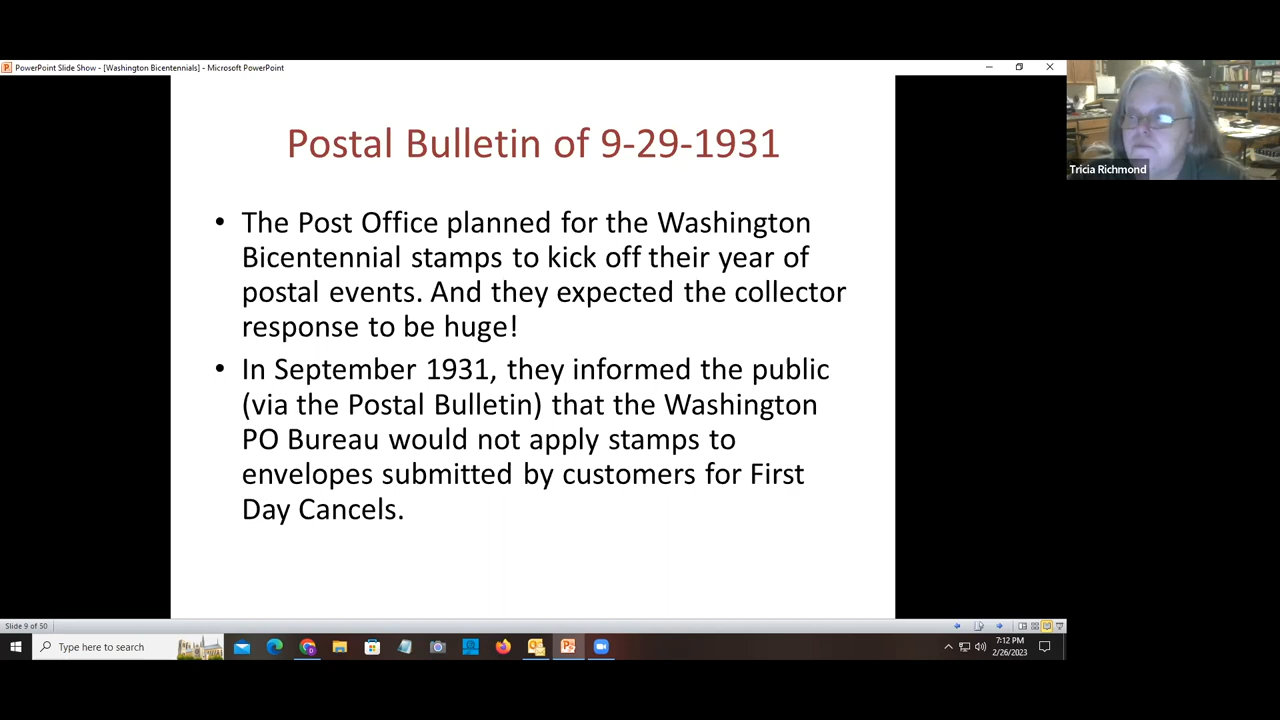 PowerPoint Slide Show - [Washington Bicentennials] - Microsoft PowerPoint
Tricia Richmond
Postal Bulletin of 9-29-1931
• The Post Office planned for the Washington
Bicentennial stamps to kick off their year of
postal events. And they expected the collector
response to be huge!
• In September 1931, they informed the public
(via the Postal Bulletin) that the Washington
PO Bureau would not apply stamps to
envelopes submitted by customers for First
Day Cancels.
Slide 9 of 50
Type here to search
7:12 PM
2/26/2023